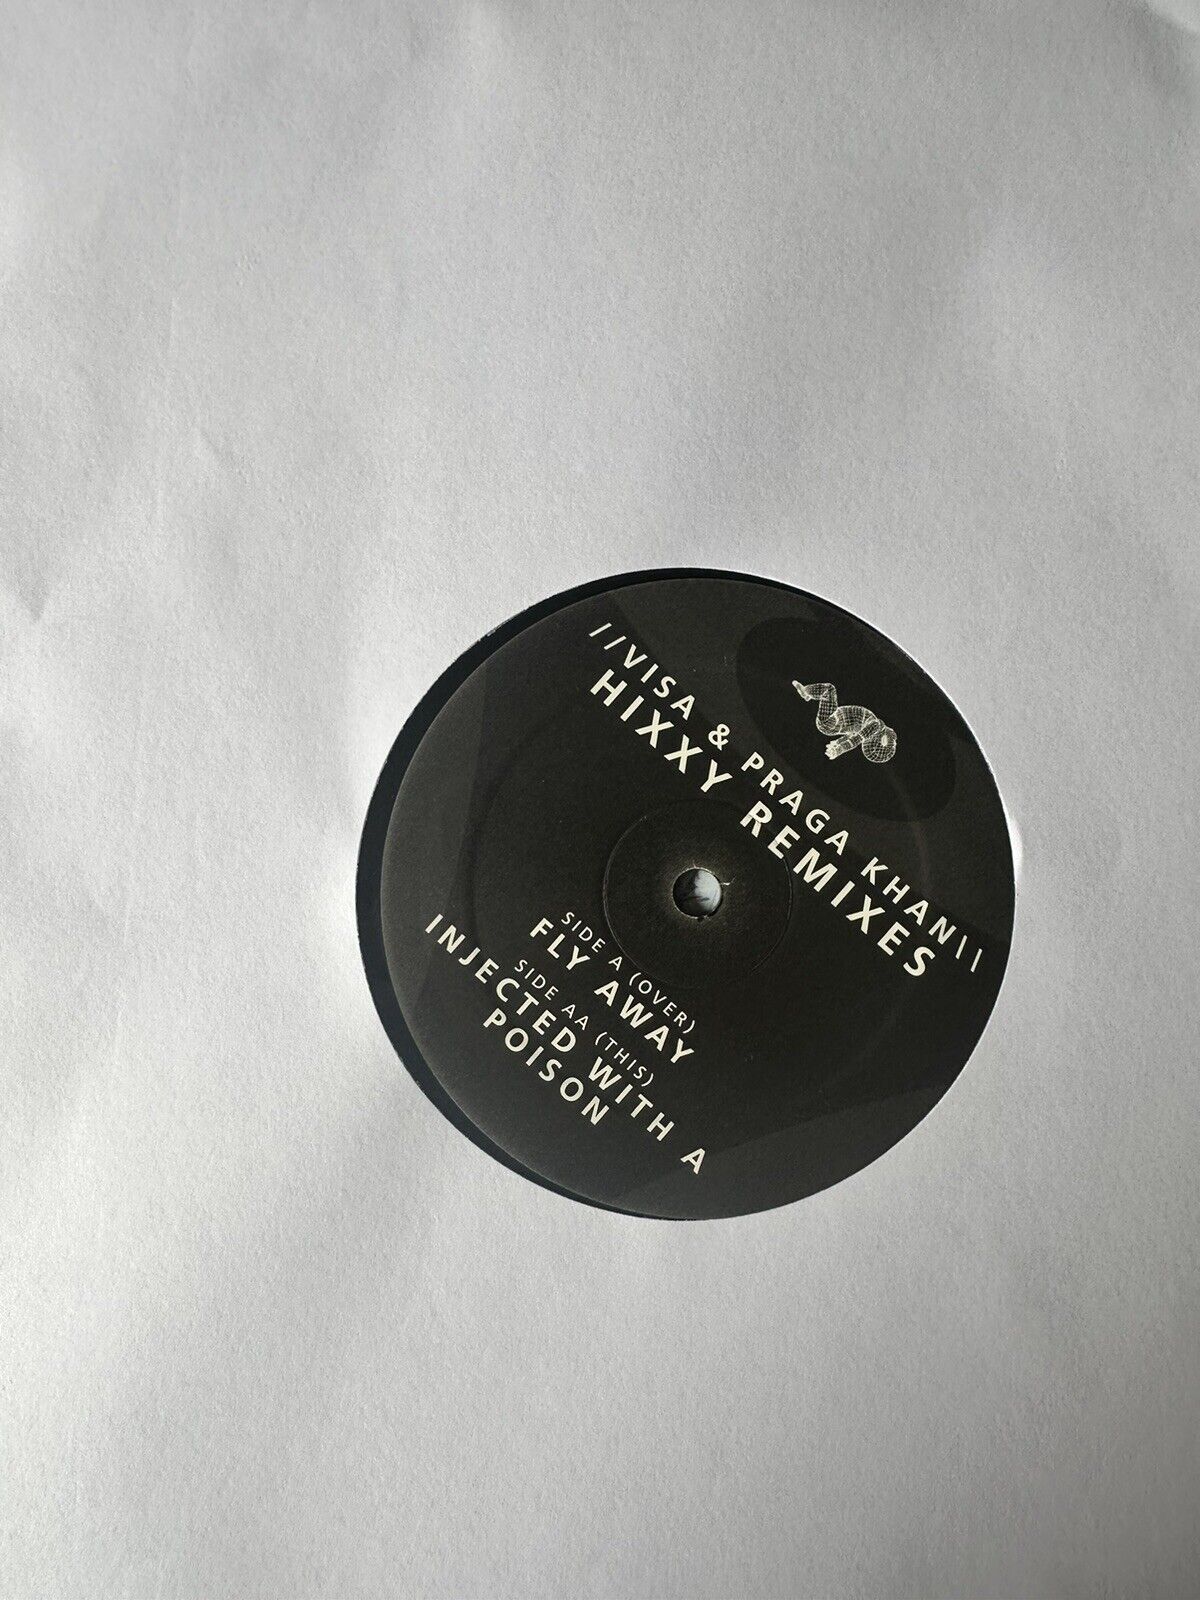 //VISA & PRAGA KHAN\\
HIXXY REMIXES
SIDE A (OVER)
FLY AWAY
SIDE AA (THIS)
INJECTED WITH A
POISON